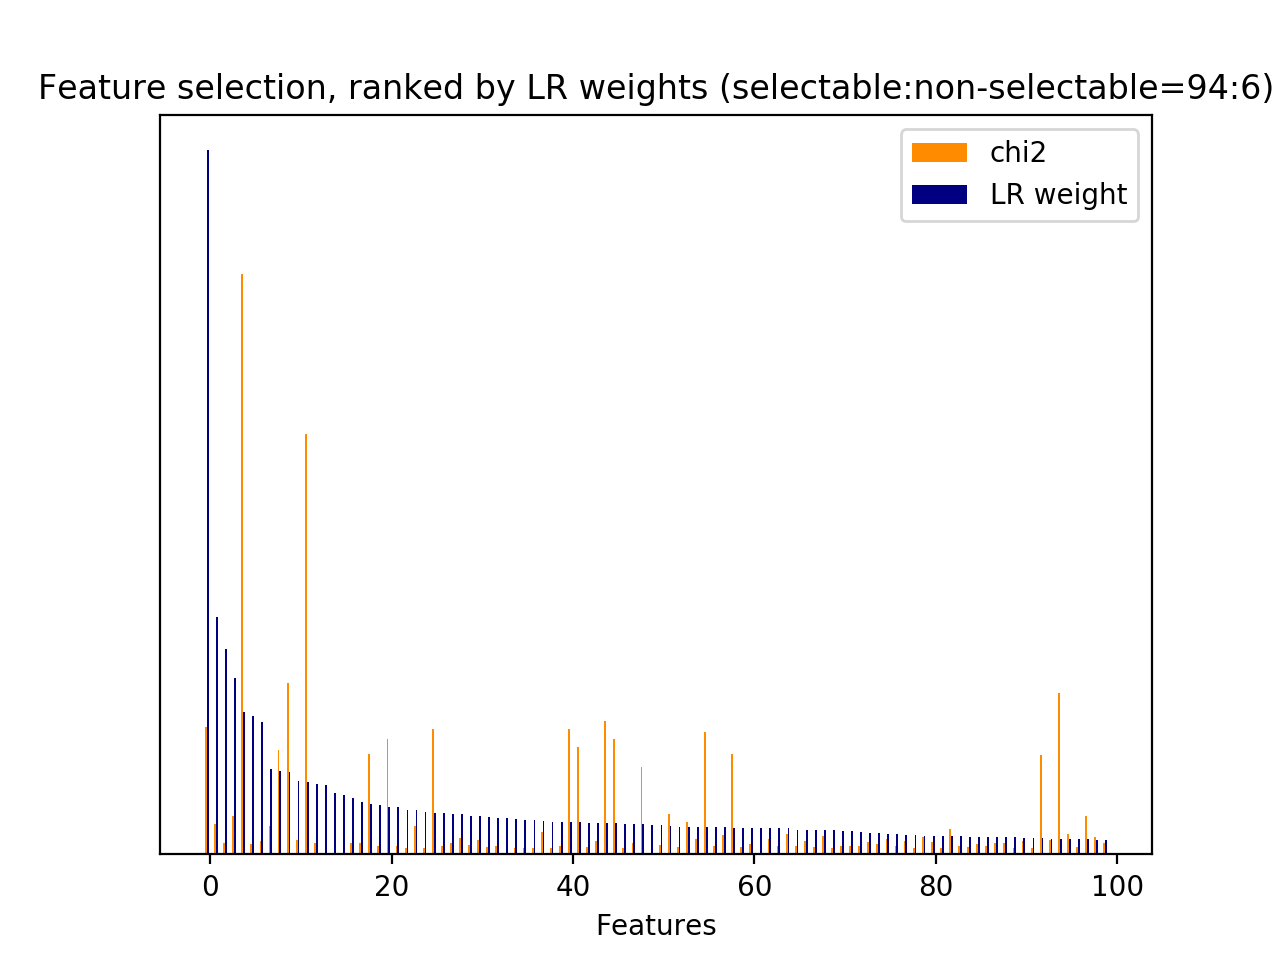 Feature selection, ranked by LR weights (selectable:non-selectable=94:6)
chi2
LR weight
0 20 40 60 80 100
Features